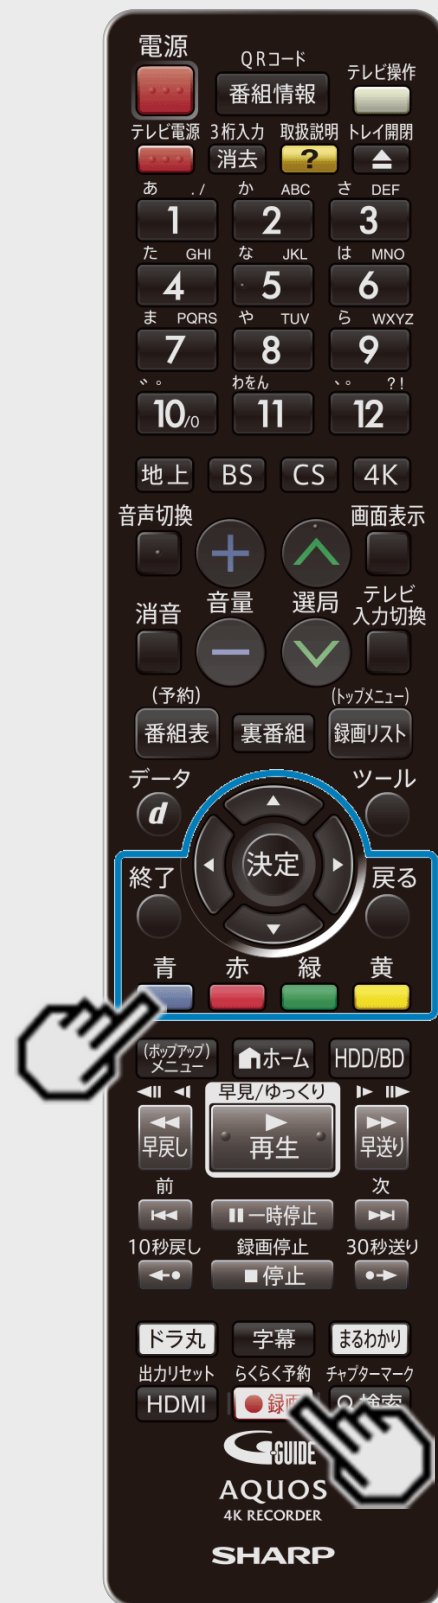 電源
QRコード
テレビ操作
番組情報
テレビ電源 3桁入力 取扱説明 トレイ開閉
消去 ?
あ ./ か ABC さ DEF
1 2 3
た GHI な JKL は MNO
4 5 6
ま PQRS や TUV ら WXYZ
7 8 9
゛゜ わをん 、。 ?!
10/0 11 12
地上 BS CS 4K
音声切換 画面表示
消音 音量 選局 テレビ
入力切換
(予約) (トップメニュー)
番組表 裏番組 録画リスト
データ ツール
d
決定
終了 戻る
青 赤 緑 黄
(ポップアップ)
メニュー ホーム HDD/BD
早見/ゆっくり
早戻し 再生 早送り
前 次
一時停止
10秒戻し 録画停止 30秒送り
停止
ドラ丸 字幕 まるわかり
出力リセット らくらく予約 チャプターマーク
HDMI 録画 検索
G-GUIDE
AQUOS
4K RECORDER
SHARP